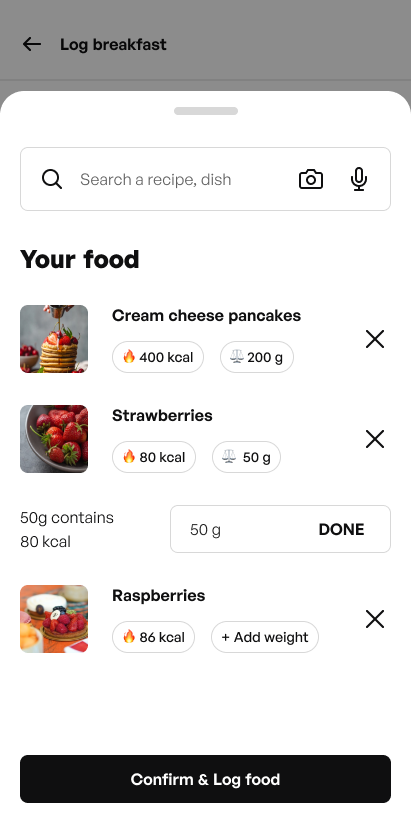 Log breakfast
Search a recipe, dish
Your food
Cream cheese pancakes
🔥 400 kcal
⚖️ 200 g
Strawberries
🔥 80 kcal
⚖️ 50 g
50g contains
80 kcal
50 g
DONE
Raspberries
🔥 86 kcal
+ Add weight
Confirm & Log food